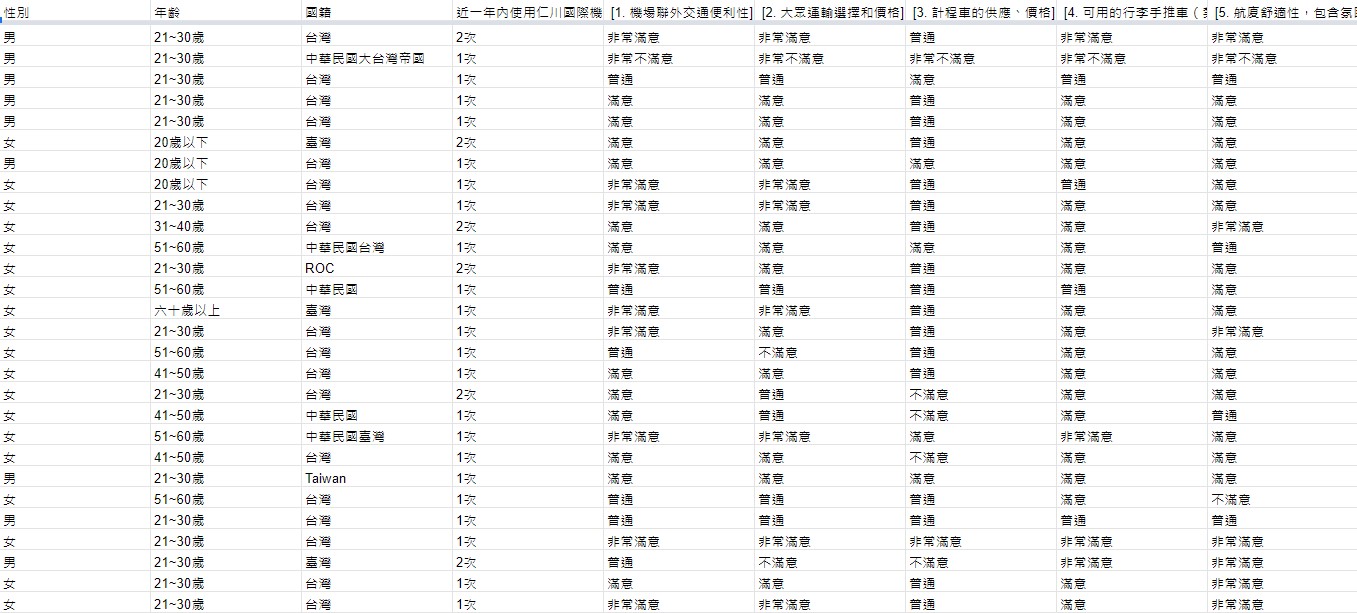 性別 年齡 國籍 近一年內使用仁川國際機 [1. 機場聯外交通便利性] [2. 大眾運輸選擇和價格] [3. 計程車的供應、價格] [4. 可用的行李手推車（ [5. 航廈舒適性，包含氛
男 21~30歲 台灣 2次 非常滿意 非常滿意 普通 非常滿意 非常滿意
男 21~30歲 中華民國大台灣帝國 1次 非常不滿意 非常不滿意 非常不滿意 非常不滿意 非常不滿意
男 21~30歲 台灣 1次 普通 普通 滿意 普通 普通
男 21~30歲 台灣 1次 滿意 滿意 普通 滿意 滿意
男 21~30歲 台灣 1次 滿意 滿意 普通 滿意 滿意
女 20歲以下 臺灣 2次 滿意 滿意 普通 滿意 滿意
男 20歲以下 台灣 1次 滿意 滿意 滿意 滿意 滿意
女 20歲以下 台灣 1次 非常滿意 非常滿意 普通 普通 滿意
女 21~30歲 台灣 1次 非常滿意 非常滿意 普通 滿意 滿意
女 31~40歲 台灣 2次 滿意 滿意 普通 滿意 非常滿意
女 51~60歲 中華民國台灣 1次 滿意 滿意 滿意 滿意 普通
女 21~30歲 ROC 2次 非常滿意 滿意 普通 滿意 滿意
女 51~60歲 中華民國 1次 普通 普通 普通 普通 滿意
女 六十歲以上 臺灣 1次 非常滿意 非常滿意 普通 滿意 滿意
女 21~30歲 台灣 1次 非常滿意 滿意 普通 滿意 非常滿意
女 51~60歲 台灣 1次 普通 不滿意 普通 滿意 滿意
女 41~50歲 台灣 1次 滿意 滿意 普通 滿意 滿意
女 21~30歲 台灣 2次 滿意 普通 不滿意 滿意 滿意
女 41~50歲 中華民國 1次 滿意 普通 不滿意 滿意 普通
女 51~60歲 中華民國臺灣 1次 非常滿意 非常滿意 滿意 非常滿意 滿意
女 41~50歲 台灣 1次 滿意 滿意 不滿意 滿意 滿意
男 21~30歲 Taiwan 1次 滿意 滿意 滿意 滿意 滿意
女 51~60歲 台灣 1次 普通 普通 普通 滿意 不滿意
男 21~30歲 台灣 1次 普通 普通 普通 普通 普通
女 21~30歲 台灣 1次 非常滿意 非常滿意 非常滿意 非常滿意 非常滿意
男 21~30歲 臺灣 2次 普通 不滿意 不滿意 非常滿意 非常滿意
女 21~30歲 台灣 1次 滿意 滿意 普通 滿意 非常滿意
女 21~30歲 台灣 1次 非常滿意 非常滿意 普通 滿意 非常滿意